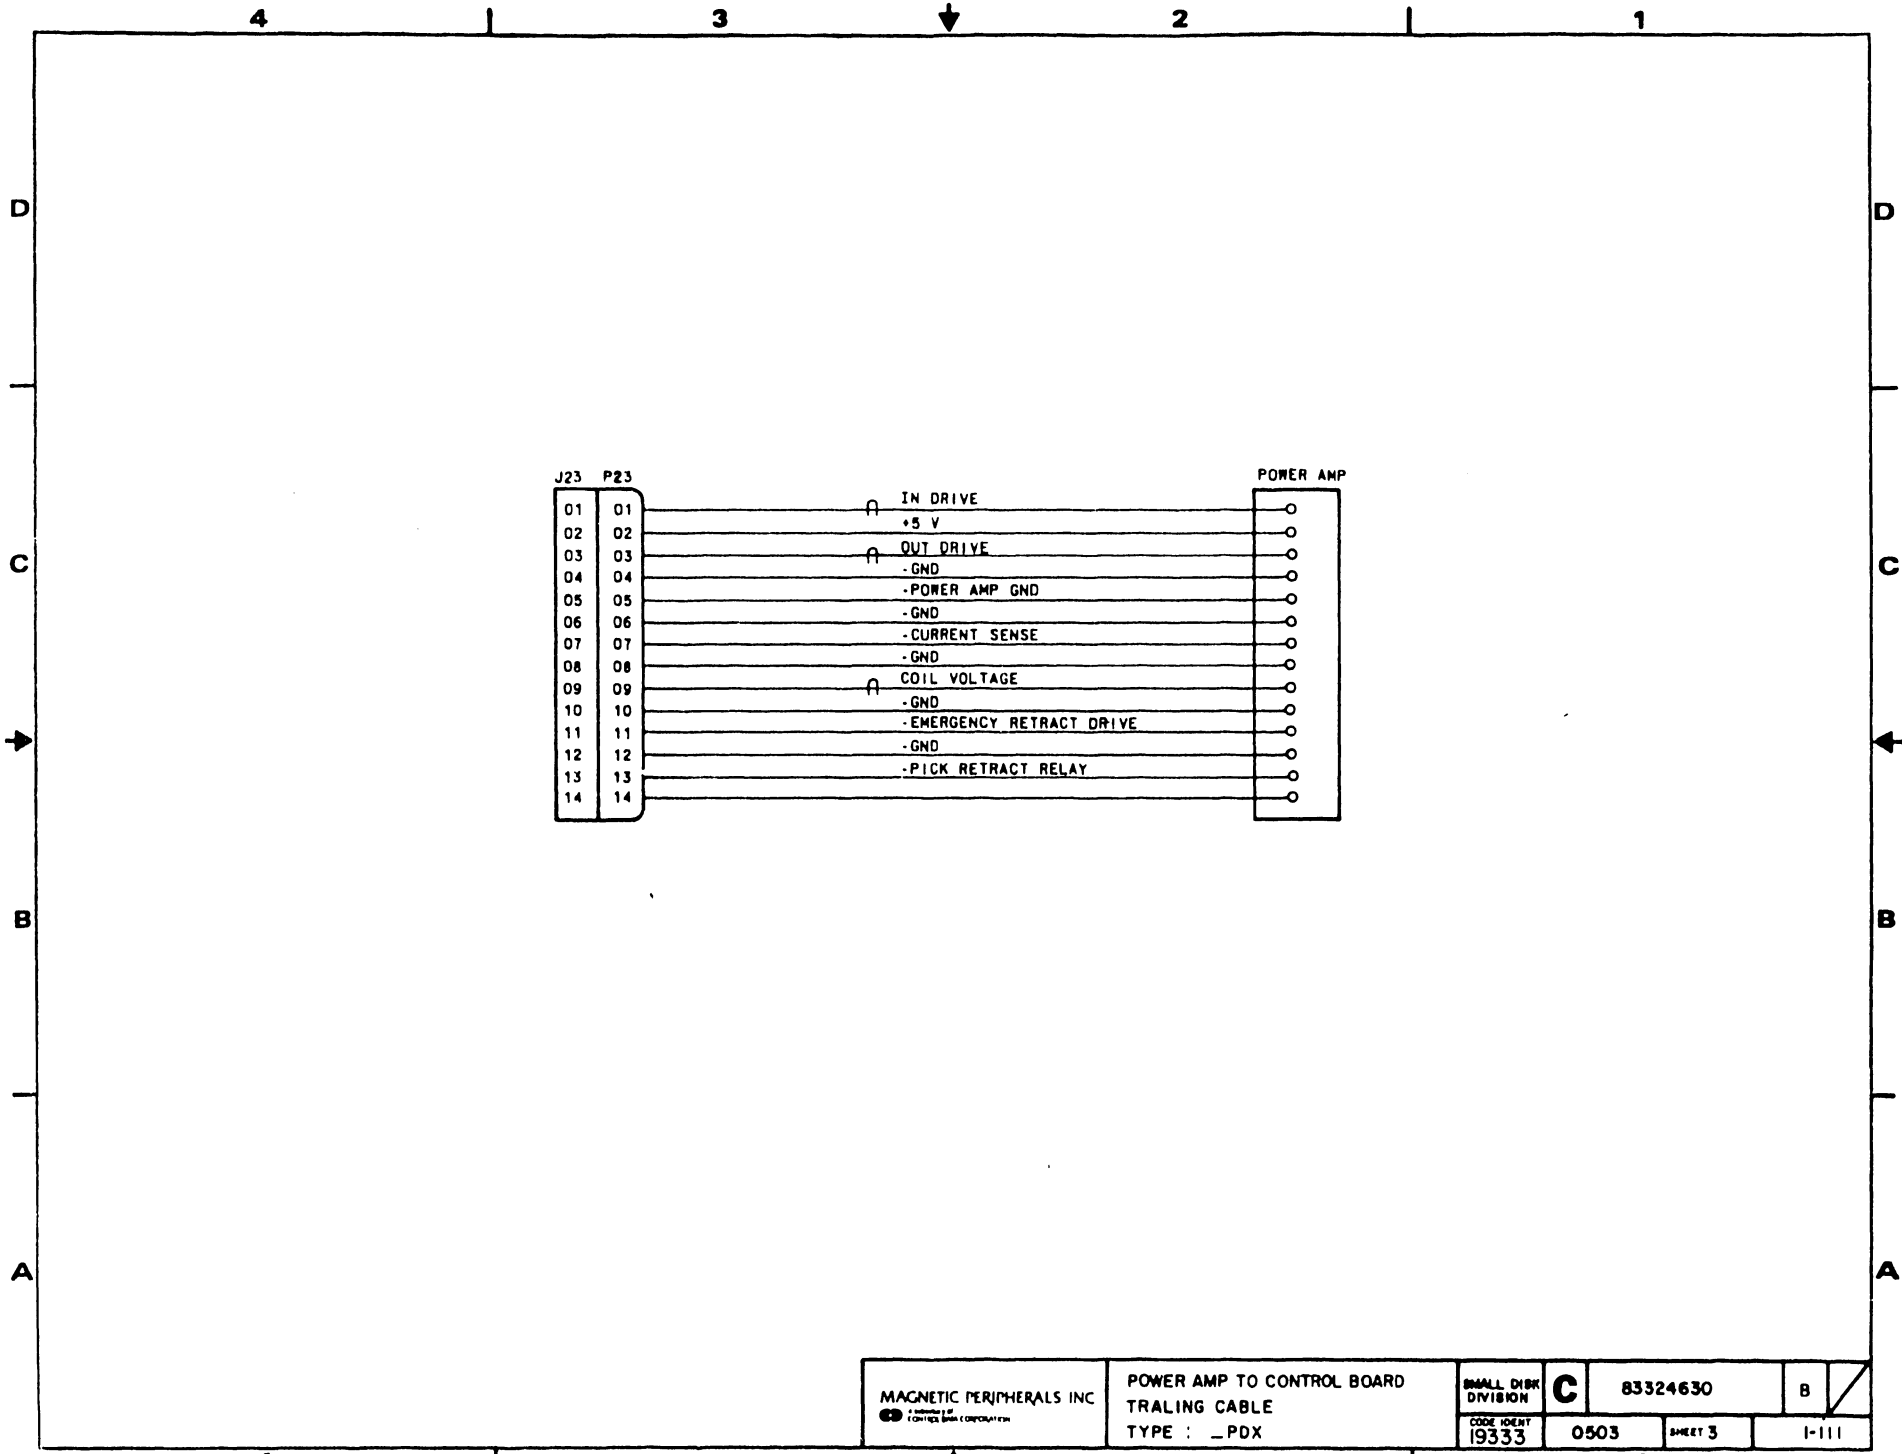 4 3 2 1
D D
J23 P23 POWER AMP
01 01 IN DRIVE
02 02 +5 V
03 03 OUT DRIVE
04 04 -GND
05 05 -POWER AMP GND
06 06 -GND
07 07 -CURRENT SENSE
08 08 -GND
09 09 COIL VOLTAGE
10 10 -GND
11 11 -EMERGENCY RETRACT DRIVE
12 12 -GND
13 13 -PICK RETRACT RELAY
14 14
C C
B B
A A
MAGNETIC PERIPHERALS INC
CONTROL DATA CORPORATION
POWER AMP TO CONTROL BOARD
TRALING CABLE
TYPE : _PDX
SMALL DISK
DIVISION
C 83324630 B
CODE IDENT
19333
0503 SHEET 3 1-111